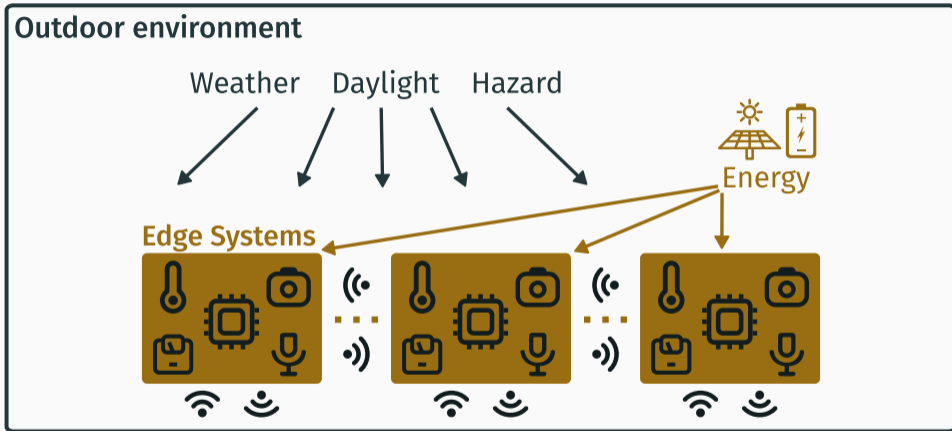 Outdoor environment
Weather Daylight Hazard
Energy
Edge Systems